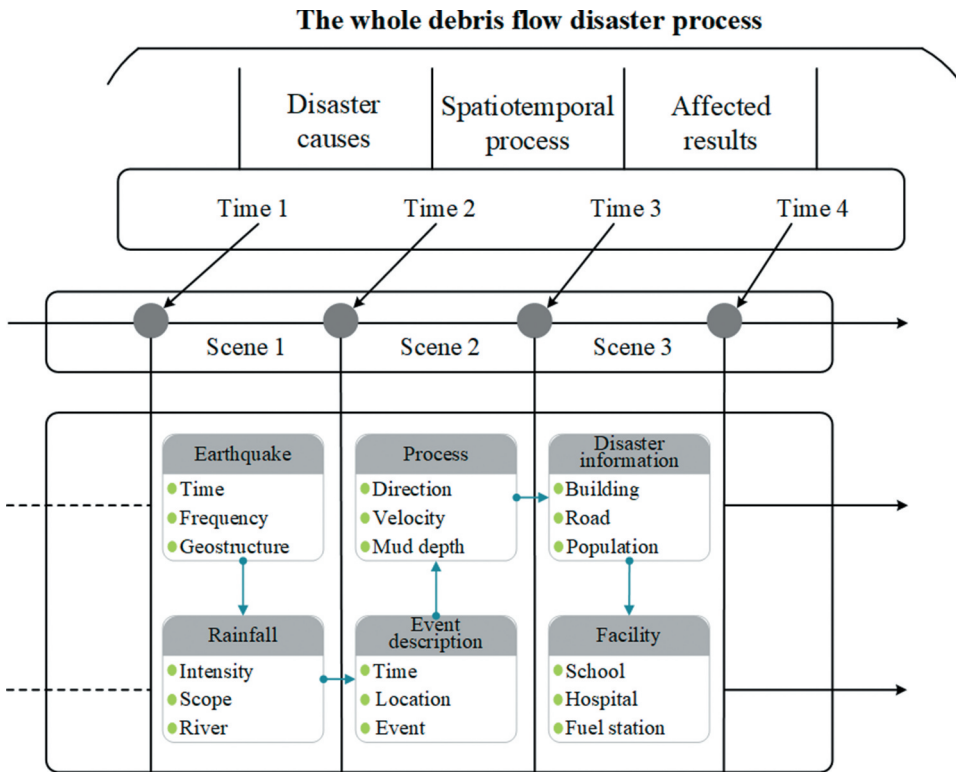 The whole debris flow disaster process
Disaster
causes
Spatiotemporal
process
Affected
results
Time 1
Time 2
Time 3
Time 4
Scene 1
Scene 2
Scene 3
Earthquake
Time
Frequency
Geostructure
Process
Direction
Velocity
Mud depth
Disaster
information
Building
Road
Population
Rainfall
Intensity
Scope
River
Event
description
Time
Location
Event
Facility
School
Hospital
Fuel station